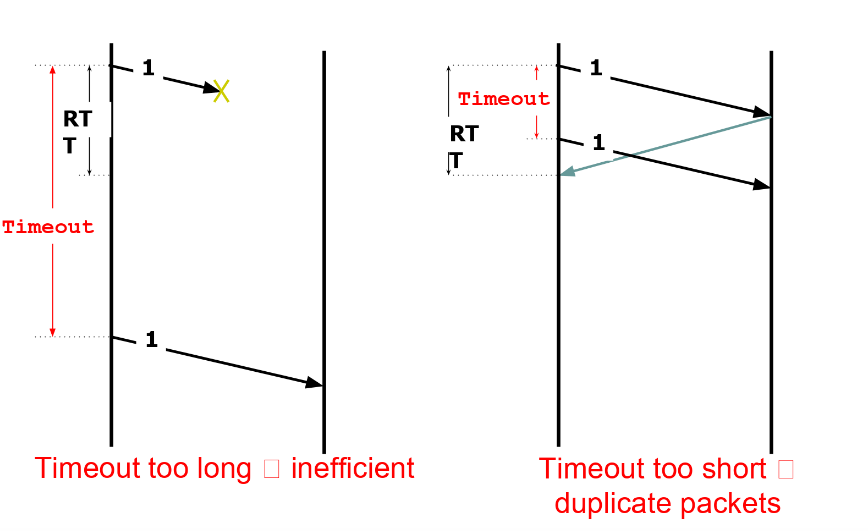 1
RT
T
Timeout
1
Timeout too long □ inefficient
1
Timeout
RT
T
1
Timeout too short □
duplicate packets